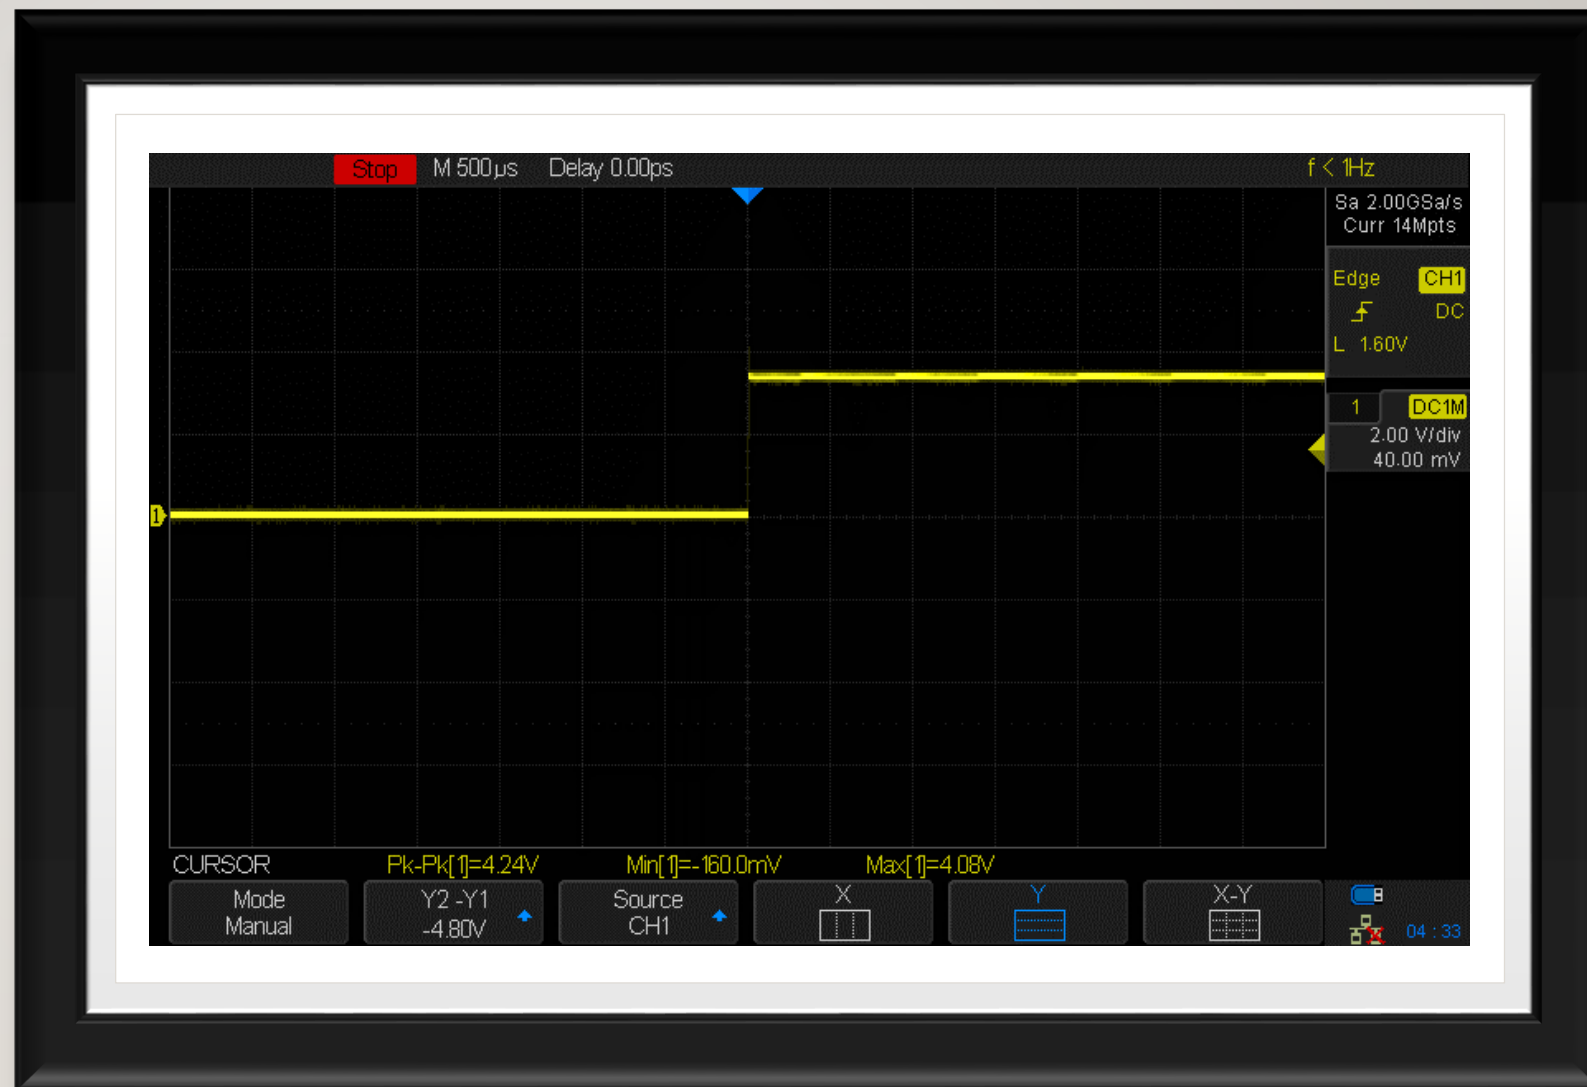 Stop M 500µs Delay 0.00ps f < 1Hz
Sa 2.00GSa/s
Curr 14Mpts
Edge CH1
DC
L 1.60V
1 DC1M
2.00 V/div
40.00 mV
1
CURSOR Pk-Pk[1]=4.24V Min[1]=-160.0mV Max[1]=4.08V
Mode
Manual
Y2 -Y1
-4.80V
Source
CH1
X
Y
X-Y
04 : 33